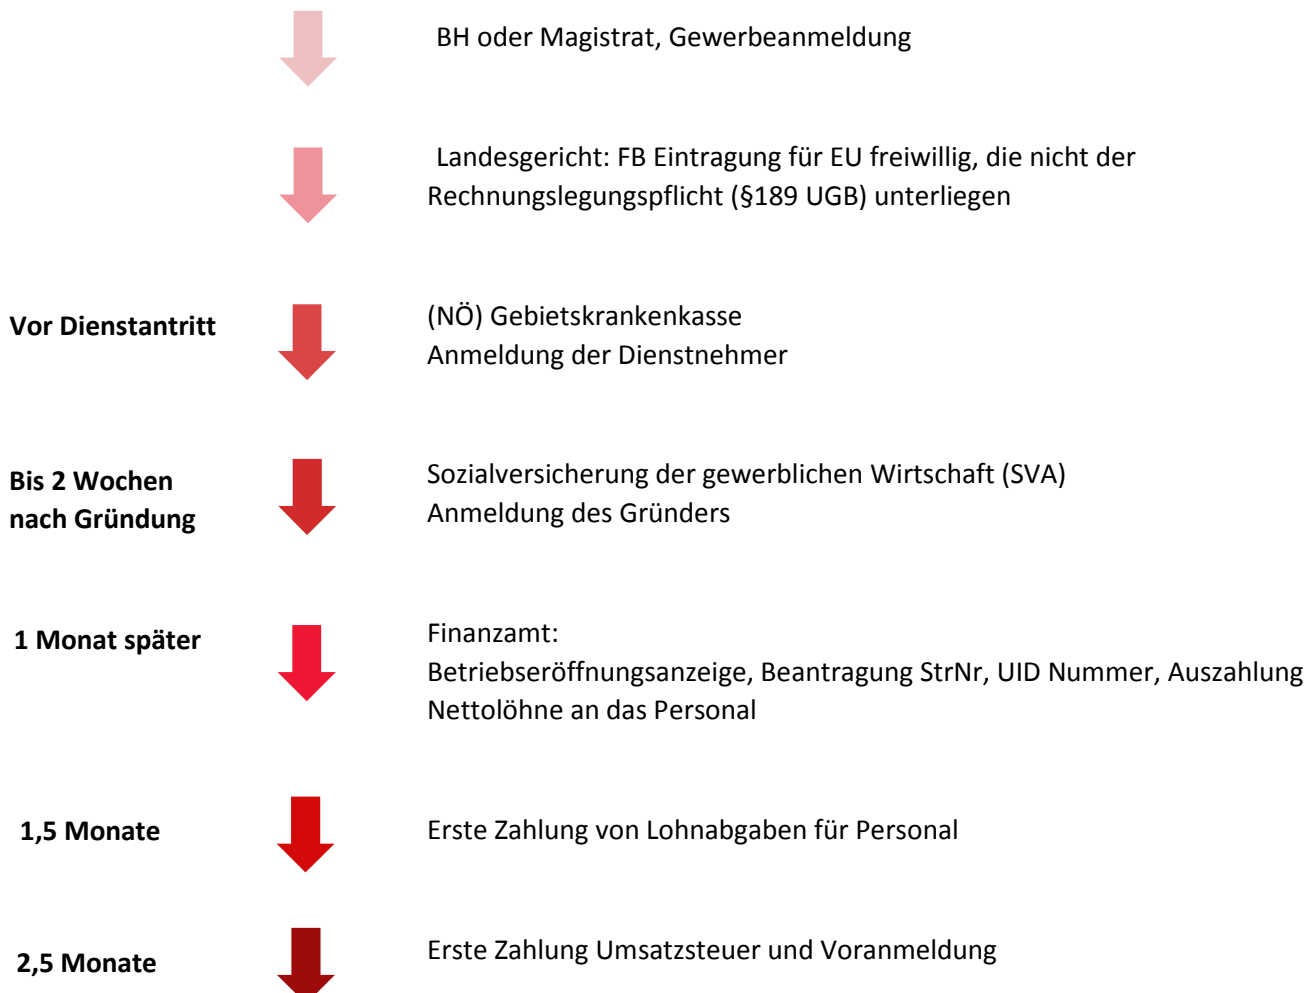 BH oder Magistrat, Gewerbeanmeldung
Landesgericht: FB Eintragung für EU freiwillig, die nicht der
Rechnungslegungspflicht (§189 UGB) unterliegen
Vor Dienstantritt
(NÖ) Gebietskrankenkasse
Anmeldung der Dienstnehmer
Bis 2 Wochen
nach Gründung
Sozialversicherung der gewerblichen Wirtschaft (SVA)
Anmeldung des Gründers
1 Monat später
Finanzamt:
Betriebseröffnungsanzeige, Beantragung StrNr, UID Nummer, Auszahlung
Nettolöhne an das Personal
1,5 Monate
Erste Zahlung von Lohnabgaben für Personal
2,5 Monate
Erste Zahlung Umsatzsteuer und Voranmeldung